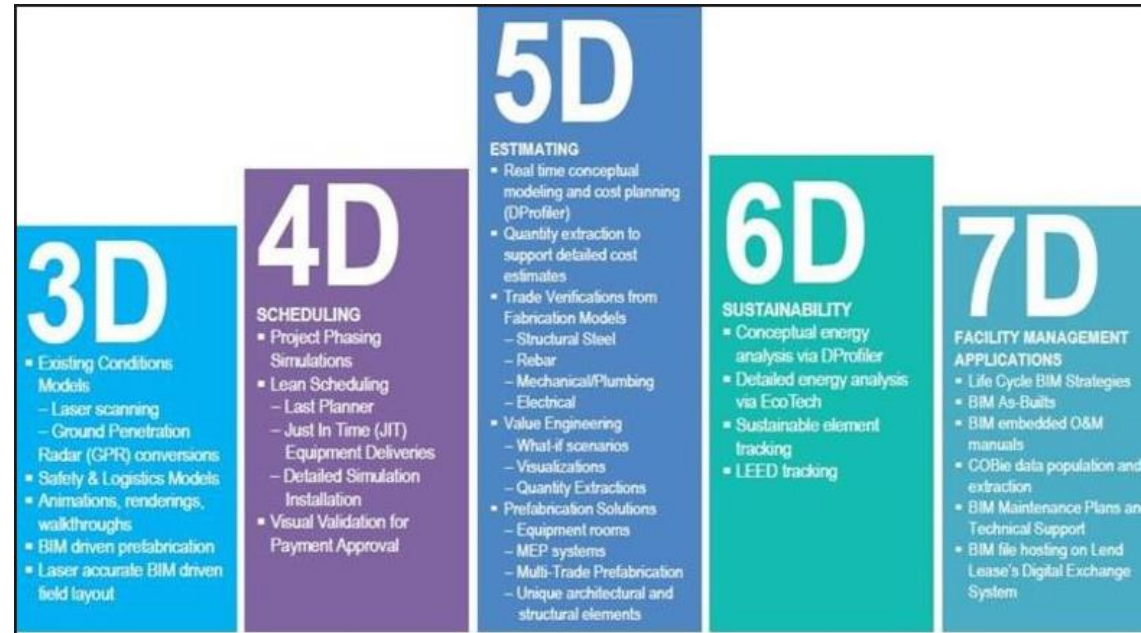 3D
▪ Existing Conditions
Models
– Laser scanning
– Ground Penetration
Radar (GPR) conversions
▪ Safety & Logistics Models
▪ Animations, renderings,
walkthroughs
▪ BIM driven prefabrication
▪ Laser accurate BIM driven
field layout
4D
SCHEDULING
▪ Project Phasing
Simulations
▪ Lean Scheduling
– Last Planner
– Just In Time (JIT)
Equipment Deliveries
– Detailed Simulation
Installation
▪ Visual Validation for
Payment Approval
5D
ESTIMATING
▪ Real time conceptual
modeling and cost planning
(DProfiler)
▪ Quantity extraction to
support detailed cost
estimates
▪ Trade Verifications from
Fabrication Models
– Structural Steel
– Rebar
– Mechanical/Plumbing
– Electrical
▪ Value Engineering
– What-if scenarios
– Visualizations
– Quantity Extractions
▪ Prefabrication Solutions
– Equipment rooms
– MEP systems
– Multi-Trade Prefabrication
– Unique architectural and
structural elements
6D
SUSTAINABILITY
▪ Conceptual energy
analysis via DProfiler
▪ Detailed energy analysis
via EcoTech
▪ Sustainable element
tracking
▪ LEED tracking
7D
FACILITY MANAGEMENT
APPLICATIONS
▪ Life Cycle BIM Strategies
▪ BIM As-Builts
▪ BIM embedded O&M
manuals
▪ COBie data population and
extraction
▪ BIM Maintenance Plans an
Technical Support
▪ BIM file hosting on Lend
Lease's Digital Exchange
System